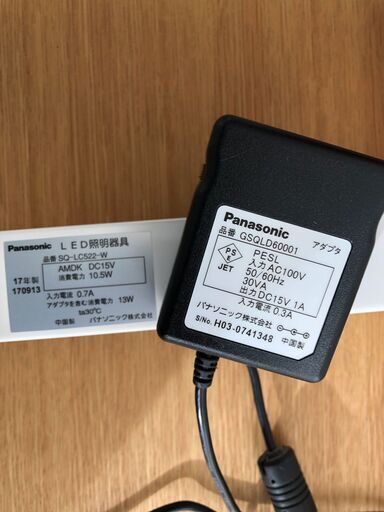 Panasonic LED照明器具
品番 SQ-LC522-W
17年製
170913
AMDK DC15V
消費電力 10.5W
入力電流 0.7A
アダプタを含む消費電力 13W
ta30℃
中国製 パナソニック株式会社
Panasonic アダプタ
品番 GSQLD60001
PS
E
JET
PESL
入力 AC100V
50/60Hz
30VA
出力 DC15V 1A
入力電流 0.3A
パナソニック株式会社
S/No. H03-0741348
中国製